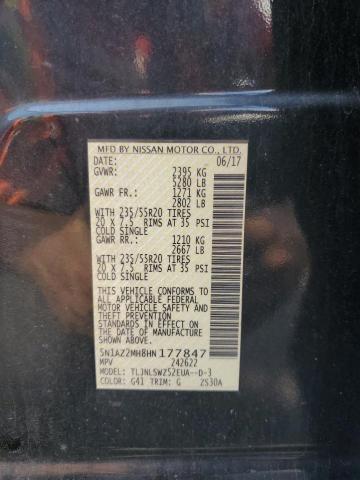 MFD BY NISSAN MOTOR CO., LTD.
DATE: 06/17
GVWR: 2395 KG
5280 LB
GAWR FR.: 1271 KG
2802 LB
WITH 235/55R20 TIRES
20 x 7.5 RIMS AT 35 PSI
COLD SINGLE
GAWR RR.: 1210 KG
2667 LB
WITH 235/55R20 TIRES
20 x 7.5 RIMS AT 35 PSI
COLD SINGLE
THIS VEHICLE CONFORMS TO ALL
APPLICABLE FEDERAL MOTOR
VEHICLE SAFETY STANDARDS
IN EFFECT ON THE DATE
OF MANUFACTURE SHOWN ABOVE.
5N1AZ2MH8HN177847
MPV 242622
MODEL: TLJNLSWZ52EUA--D-3
COLOR: G41 TRIM: G 2S30A